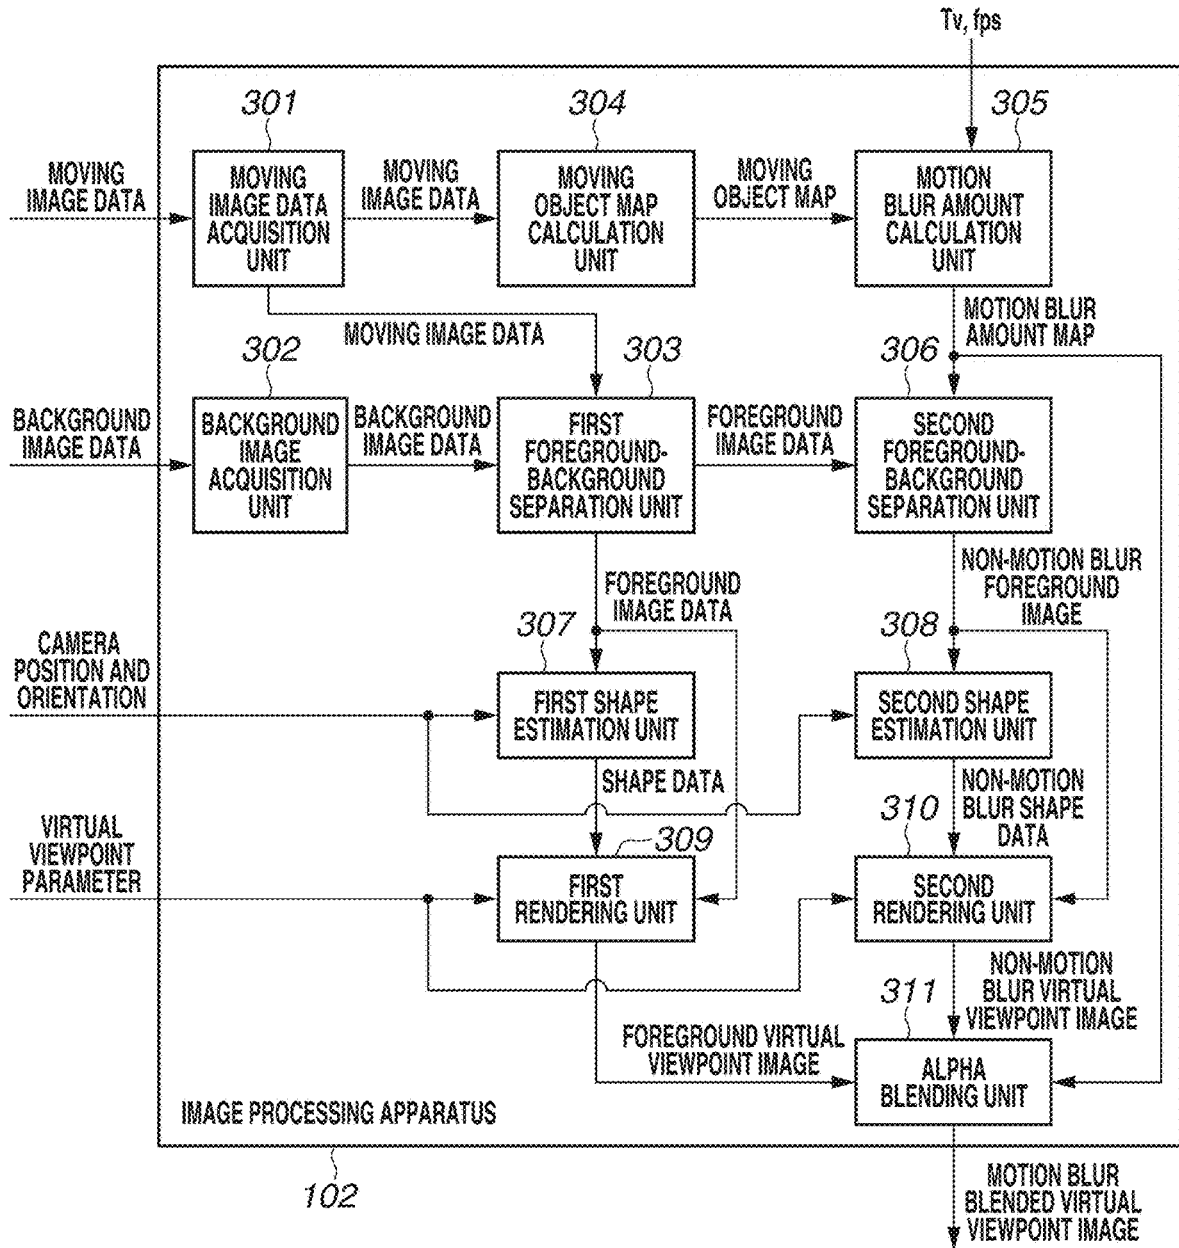 Tv, fps
301
304
305
MOVING
IMAGE DATA
MOVING
IMAGE DATA
ACQUISITION
UNIT
MOVING
IMAGE DATA
MOVING
OBJECT MAP
CALCULATION
UNIT
MOVING
OBJECT MAP
MOTION
BLUR AMOUNT
CALCULATION
UNIT
MOVING IMAGE DATA
MOTION BLUR
AMOUNT MAP
302
303
306
BACKGROUND
IMAGE DATA
BACKGROUND
IMAGE
ACQUISITION
UNIT
BACKGROUND
IMAGE DATA
FIRST
FOREGROUND-
BACKGROUND
SEPARATION UNIT
FOREGROUND
IMAGE DATA
SECOND
FOREGROUND-
BACKGROUND
SEPARATION UNIT
FOREGROUND
IMAGE DATA
NON-MOTION BLUR
FOREGROUND
IMAGE
307
308
CAMERA
POSITION AND
ORIENTATION
FIRST SHAPE
ESTIMATION UNIT
SECOND SHAPE
ESTIMATION UNIT
SHAPE DATA
NON-MOTION
BLUR SHAPE
DATA
309
310
VIRTUAL
VIEWPOINT
PARAMETER
FIRST
RENDERING UNIT
SECOND
RENDERING UNIT
NON-MOTION
BLUR VIRTUAL
VIEWPOINT IMAGE
311
FOREGROUND VIRTUAL
VIEWPOINT IMAGE
ALPHA
BLENDING UNIT
IMAGE PROCESSING APPARATUS
102
MOTION BLUR
BLENDED VIRTUAL
VIEWPOINT IMAGE